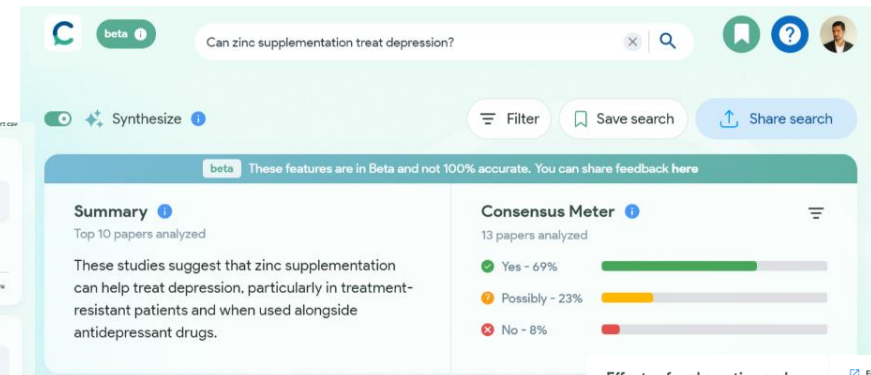 beta
Can zinc supplementation treat depression?
Synthesize
Filter
Save search
Share search
beta These features are in Beta and not 100% accurate. You can share feedback here
Summary
Top 10 papers analyzed
These studies suggest that zinc supplementation
can help treat depression, particularly in treatment-
resistant patients and when used alongside
antidepressant drugs.
Consensus Meter
13 papers analyzed
Yes - 69%
Possibly - 23%
No - 8%